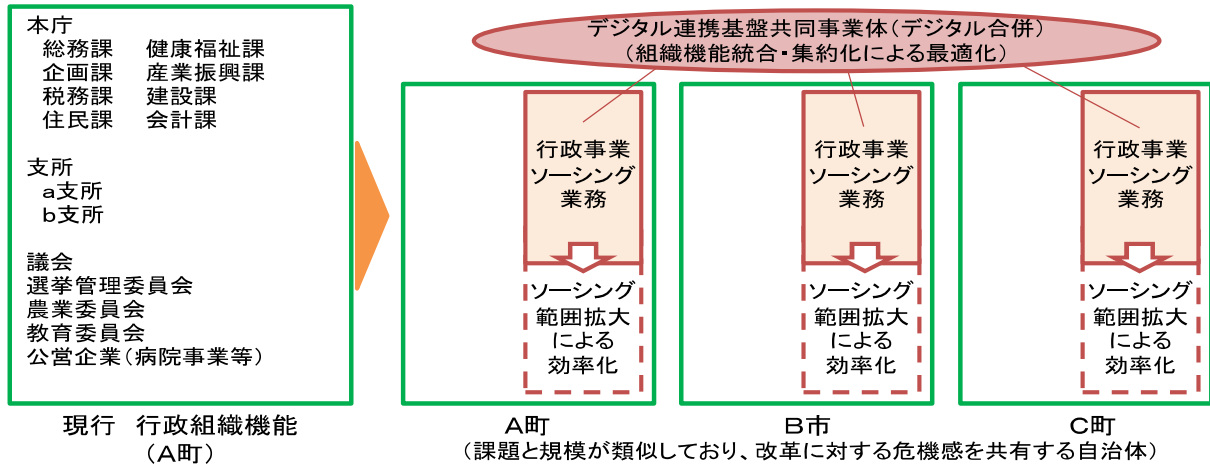 本庁
総務課 健康福祉課
企画課 産業振興課
税務課 建設課
住民課 会計課
支所
a支所
b支所
議会
選挙管理委員会
農業委員会
教育委員会
公営企業(病院事業等)
現行 行政組織機能
(A町)
デジタル連携基盤共同事業体(デジタル合併)
(組織機能統合・集約化による最適化)
行政事業
ソーシング
業務
ソーシング
範囲拡大
による
効率化
A町
行政事業
ソーシング
業務
ソーシング
範囲拡大
による
効率化
B市
行政事業
ソーシング
業務
ソーシング
範囲拡大
による
効率化
C町
(課題と規模が類似しており、改革に対する危機感を共有する自治体)